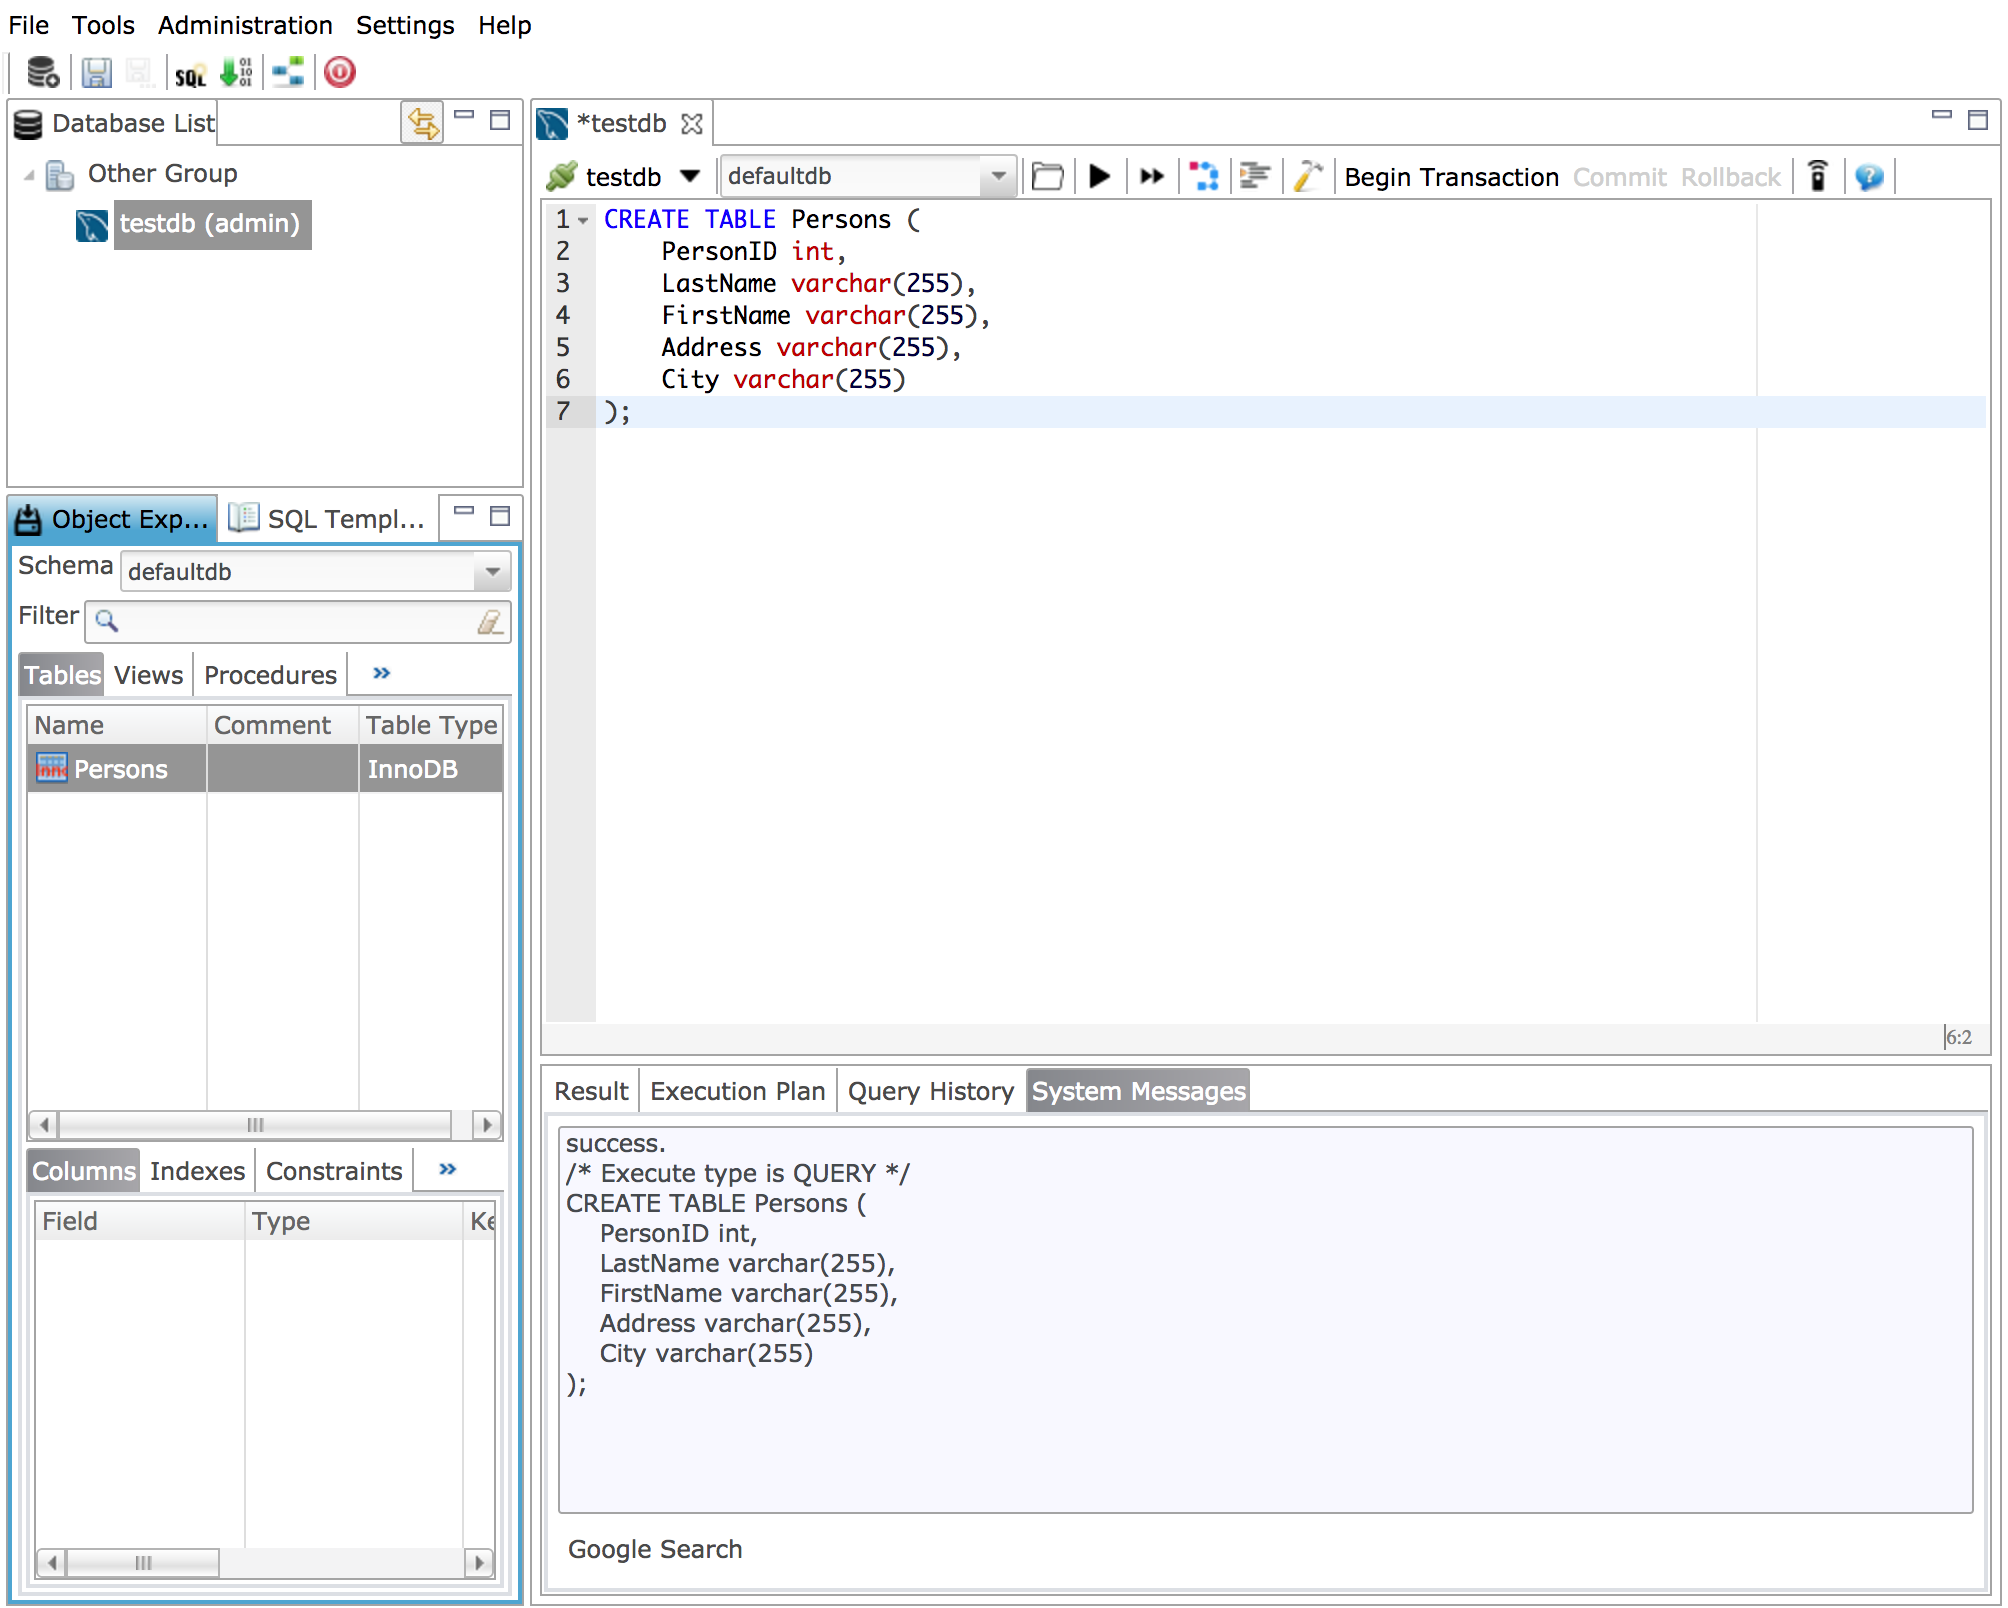 File Tools Administration Settings Help
SQL
01
10
01
Database List
Other Group
testdb (admin)
Object Exp... SQL Templ...
Schema defaultdb
Filter
Tables Views Procedures »
Name Comment Table Type
Persons InnoDB
Columns Indexes Constraints »
Field Type Ke
*testdb
testdb defaultdb Begin Transaction Commit Rollback
1 CREATE TABLE Persons (
2 PersonID int,
3 LastName varchar(255),
4 FirstName varchar(255),
5 Address varchar(255),
6 City varchar(255)
7 );
6:2
Result Execution Plan Query History System Messages
success.
/* Execute type is QUERY */
CREATE TABLE Persons (
PersonID int,
LastName varchar(255),
FirstName varchar(255),
Address varchar(255),
City varchar(255)
);
Google Search